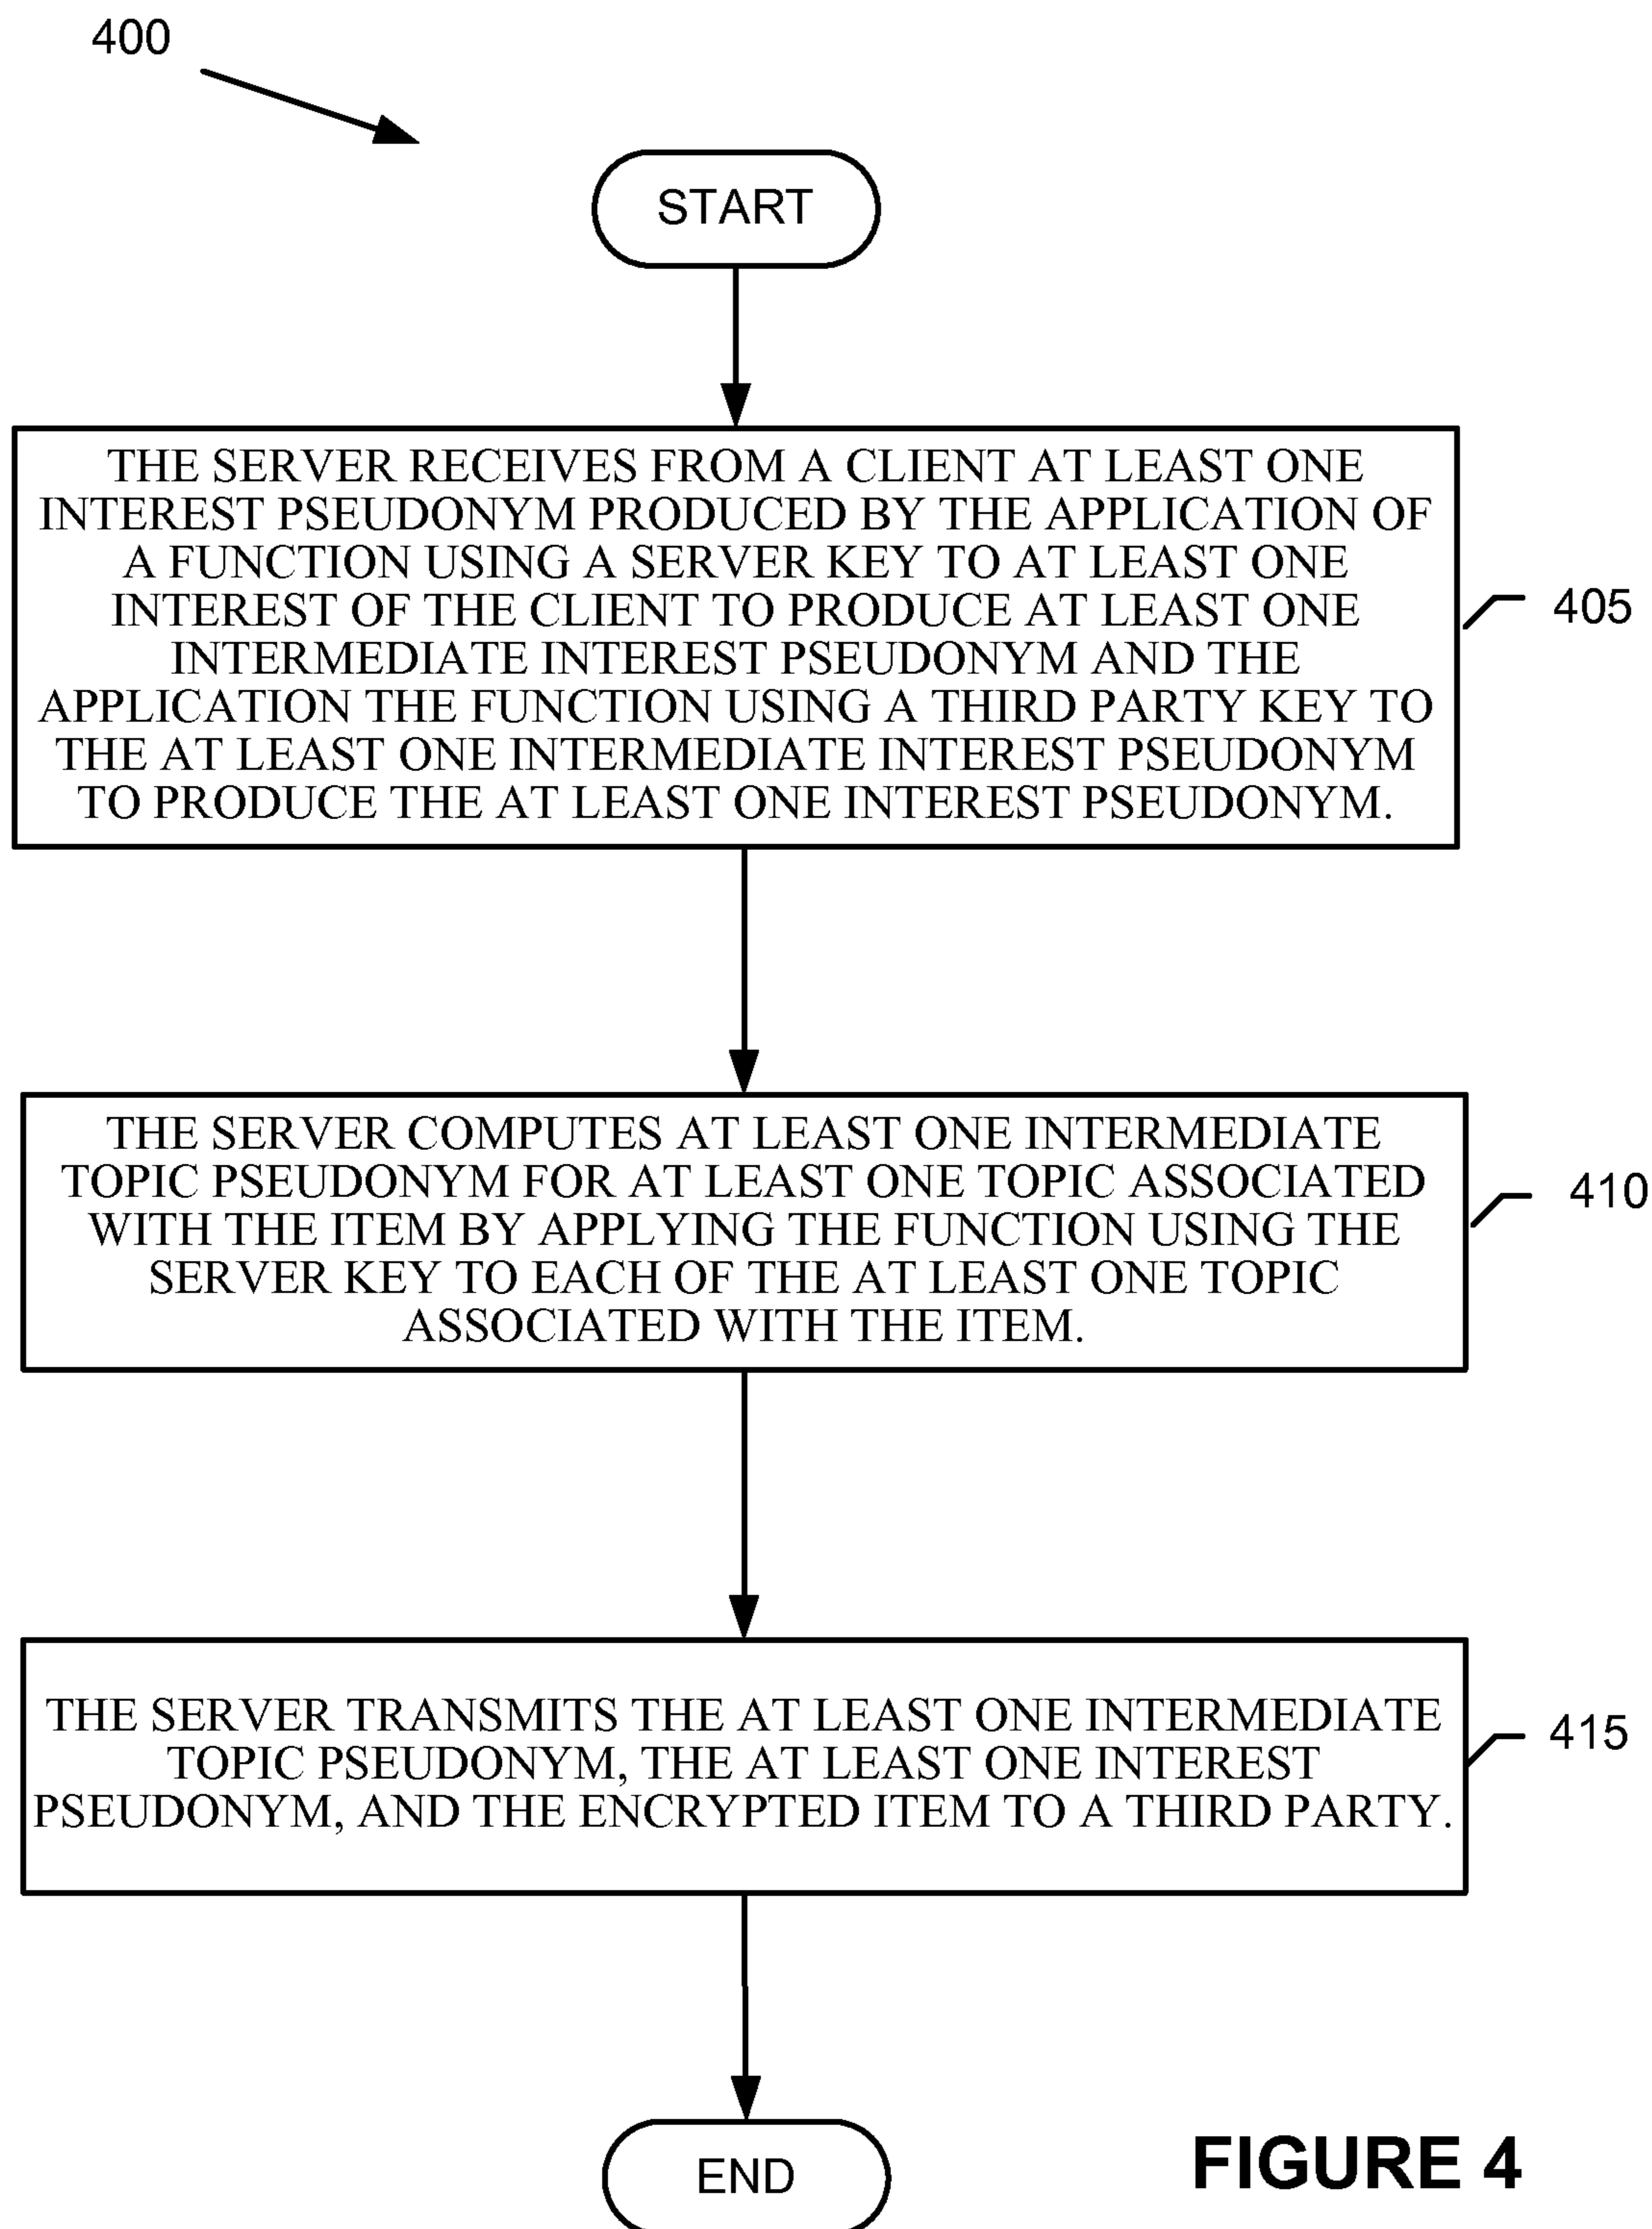 400
START
THE SERVER RECEIVES FROM A CLIENT AT LEAST ONE
INTEREST PSEUDONYM PRODUCED BY THE APPLICATION OF
A FUNCTION USING A SERVER KEY TO AT LEAST ONE
INTEREST OF THE CLIENT TO PRODUCE AT LEAST ONE
INTERMEDIATE INTEREST PSEUDONYM AND THE
APPLICATION THE FUNCTION USING A THIRD PARTY KEY TO
THE AT LEAST ONE INTERMEDIATE INTEREST PSEUDONYM
TO PRODUCE THE AT LEAST ONE INTEREST PSEUDONYM.
405
THE SERVER COMPUTES AT LEAST ONE INTERMEDIATE
TOPIC PSEUDONYM FOR AT LEAST ONE TOPIC ASSOCIATED
WITH THE ITEM BY APPLYING THE FUNCTION USING THE
SERVER KEY TO EACH OF THE AT LEAST ONE TOPIC
ASSOCIATED WITH THE ITEM.
410
THE SERVER TRANSMITS THE AT LEAST ONE INTERMEDIATE
TOPIC PSEUDONYM, THE AT LEAST ONE INTEREST
PSEUDONYM, AND THE ENCRYPTED ITEM TO A THIRD PARTY.
415
END
FIGURE 4